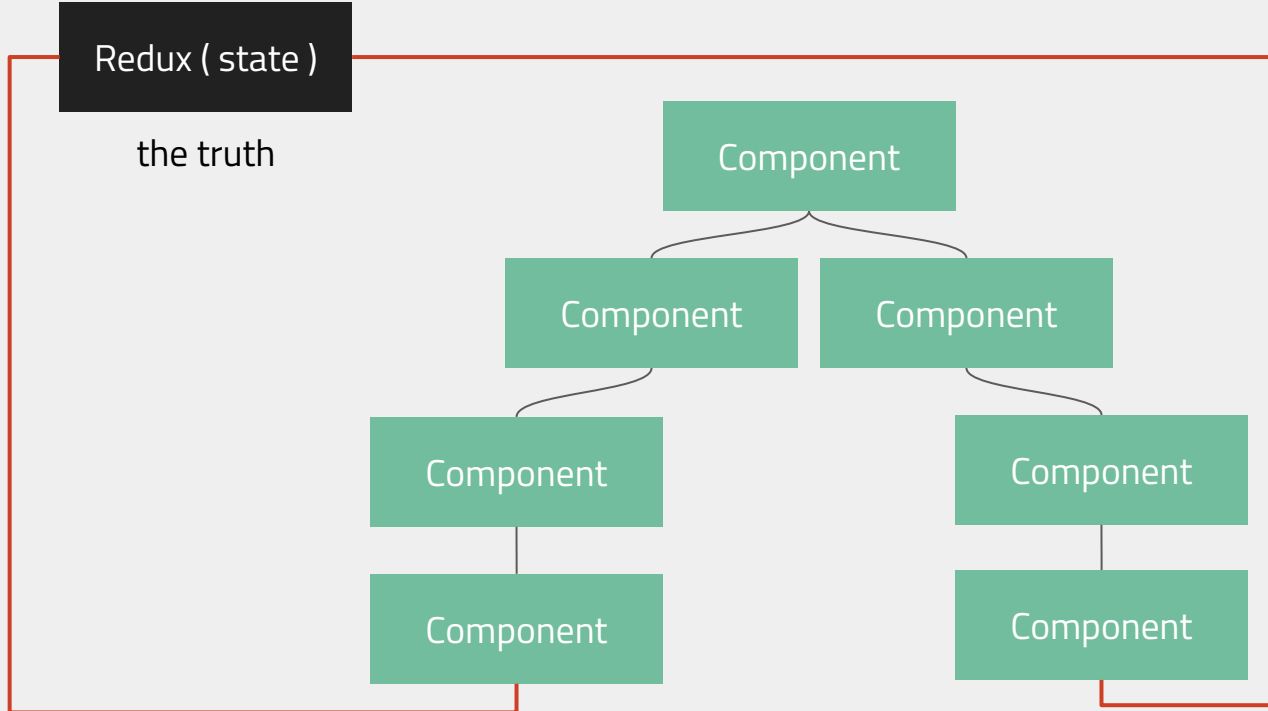 Redux ( state )
the truth
Component
Component
Component
Component
Component
Component
Component